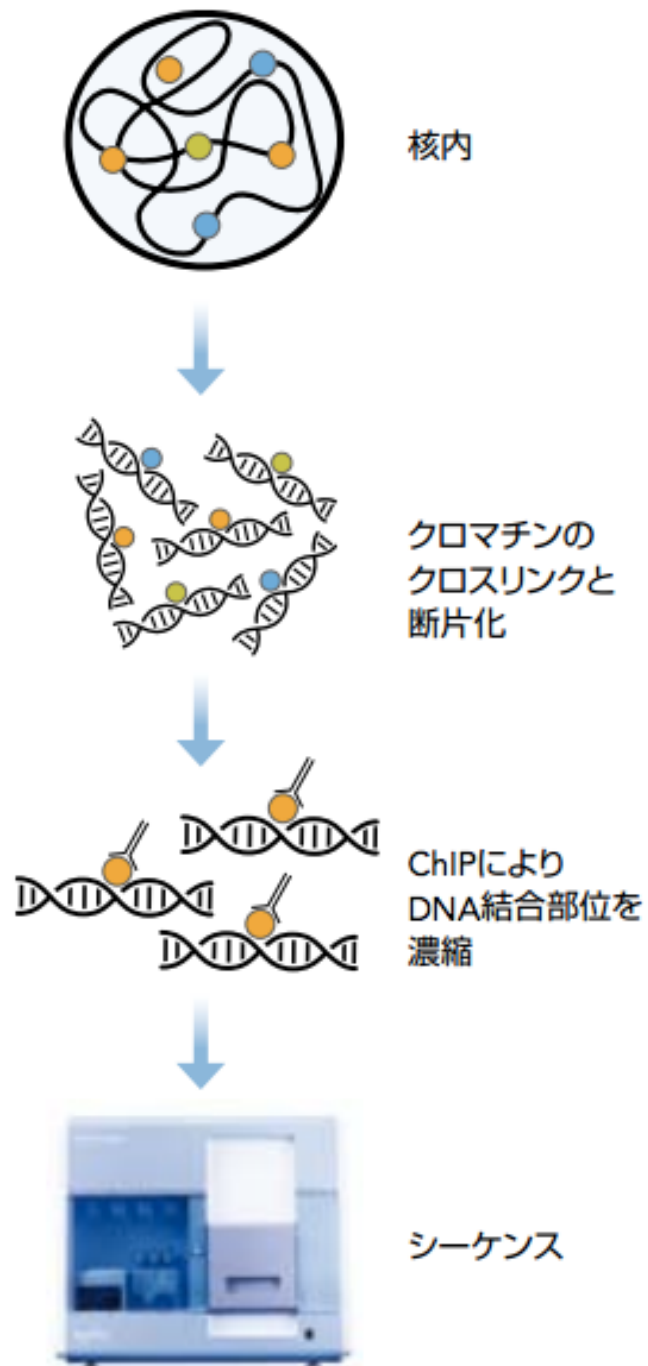 核内
クロマチンの
クロスリンクと
断片化
ChIPにより
DNA結合部位を
濃縮
シーケンス